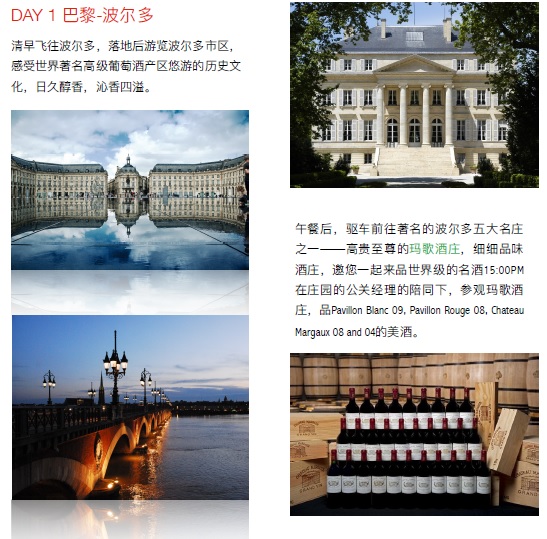 DAY 1 巴黎-波尔多
清早飞往波尔多，落地后游览波尔多市区，
感受世界著名高级葡萄酒产区悠游的历史文
化，日久醇香，沁香四溢。
午餐后，驱车前往著名的波尔多五大名庄
之一——高贵至尊的玛歌酒庄，细细品味
酒庄，邀您一起来品世界级的名酒15:00PM
在庄园的公关经理的陪同下，参观玛歌酒
庄，品Pavillon Blanc 09, Pavillon Rouge 08, Chateau
Margaux 08 and 04的美酒。